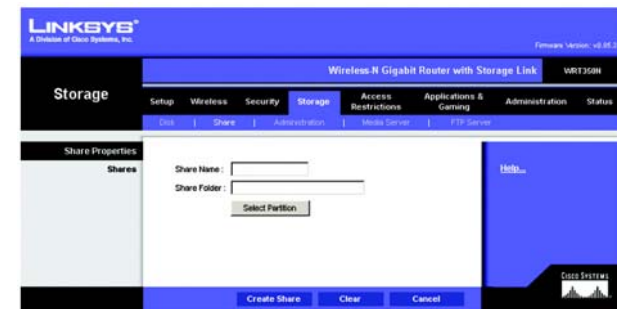 LINKSYS®
A Division of Cisco Systems, Inc.
Firmware Version:
Wireless-N Gigabit Router with Storage Link WRT350N
Storage
Setup Wireless Security Storage Access Restrictions Applications & Gaming Administration Status
Disk | Share | Administration | Media Server | FTP Server
Share Properties
Shares
Share Name :
Share Folder :
Select Partition
Help...
Create Share Clear Cancel
CISCO SYSTEMS